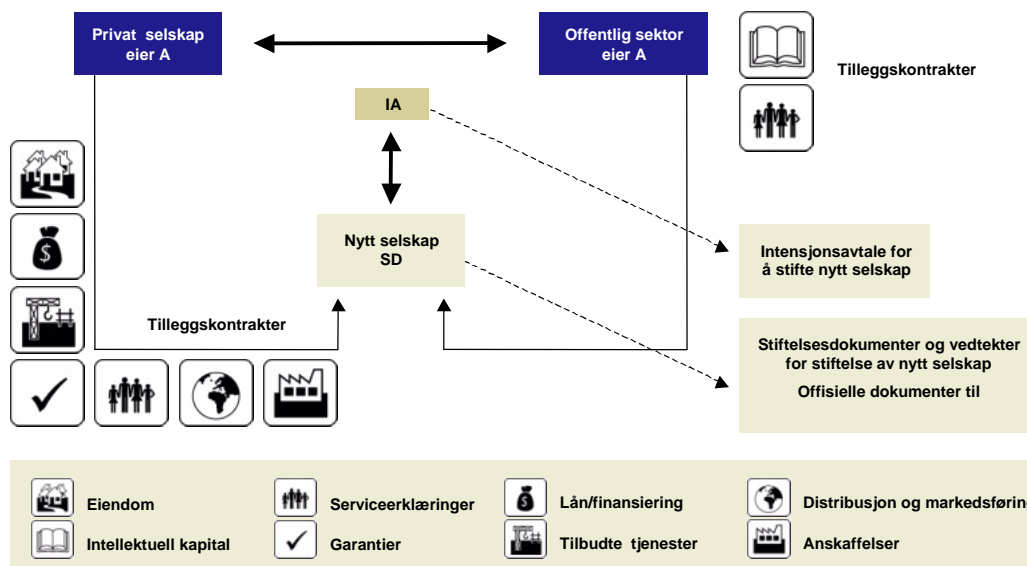 Privat selskap
eier A
Offentlig sektor
eier A
Tilleggskontrakter
IA
Nytt selskap
SD
Intensjonsavtale for
å stifte nytt selskap
Tilleggskontrakter
Stiftelsesdokumenter og vedtekter
for stiftelse av nytt selskap
Offisielle dokumenter til
Eiendom
Serviceerklæringer
Lån/finansiering
Distribusjon og markedsføring
Intellektuell kapital
Garantier
Tilbudte tjenester
Anskaffelser